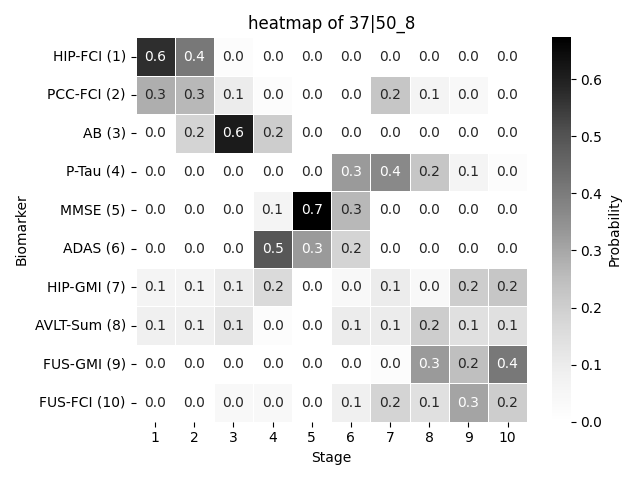 heatmap of 37|50_8
HIP-FCI (1) 0.6 0.4 0.0 0.0 0.0 0.0 0.0 0.0 0.0 0.0
PCC-FCI (2) 0.3 0.3 0.1 0.0 0.0 0.0 0.2 0.1 0.0 0.0
AB (3) 0.0 0.2 0.6 0.2 0.0 0.0 0.0 0.0 0.0 0.0
P-Tau (4) 0.0 0.0 0.0 0.0 0.0 0.3 0.4 0.2 0.1 0.0
MMSE (5) 0.0 0.0 0.0 0.1 0.7 0.3 0.0 0.0 0.0 0.0
ADAS (6) 0.0 0.0 0.0 0.5 0.3 0.2 0.0 0.0 0.0 0.0
HIP-GMI (7) 0.1 0.1 0.1 0.2 0.0 0.0 0.1 0.0 0.2 0.2
AVLT-Sum (8) 0.1 0.1 0.1 0.0 0.0 0.1 0.1 0.2 0.1 0.1
FUS-GMI (9) 0.0 0.0 0.0 0.0 0.0 0.0 0.0 0.3 0.2 0.4
FUS-FCI (10) 0.0 0.0 0.0 0.0 0.0 0.1 0.2 0.1 0.3 0.2
1 2 3 4 5 6 7 8 9 10
Stage
Biomarker
0.6
0.5
0.4
0.3
0.2
0.1
0.0
Probability